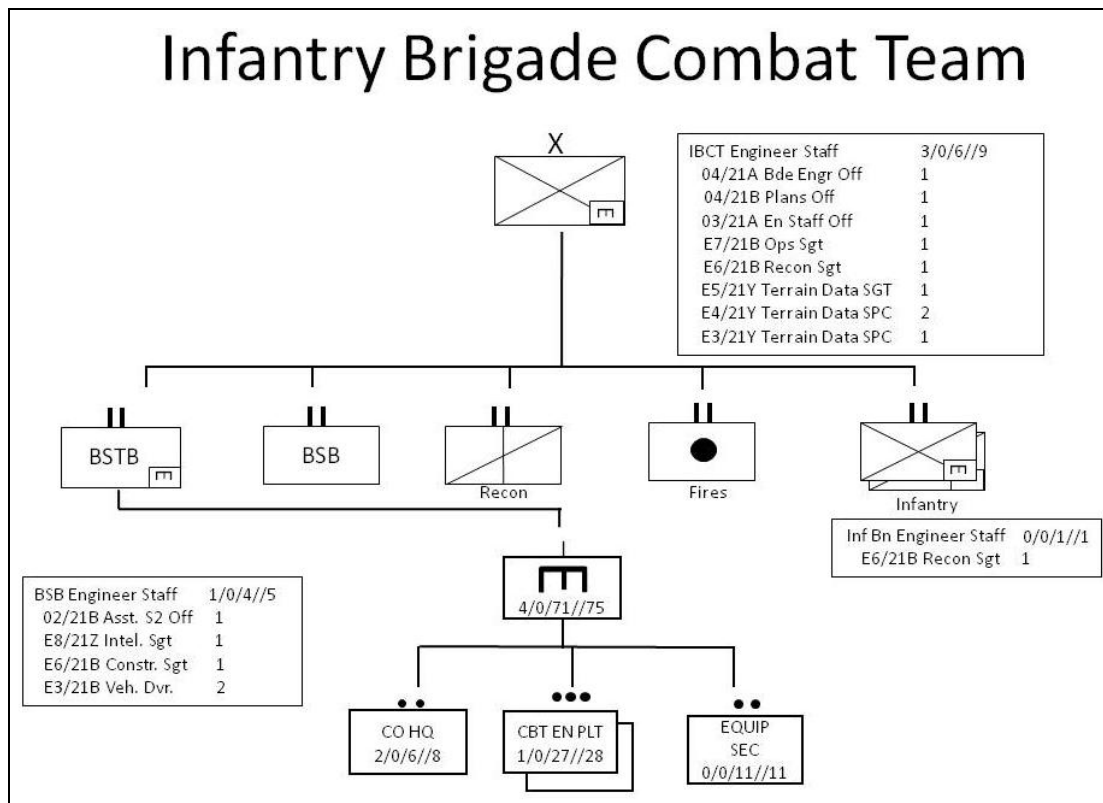 Infantry Brigade Combat Team
X
E
IBCT Engineer Staff 3/0/6//9
04/21A Bde Engr Off 1
04/21B Plans Off 1
03/21A En Staff Off 1
E7/21B Ops Sgt 1
E6/21B Recon Sgt 1
E5/21Y Terrain Data SGT 1
E4/21Y Terrain Data SPC 2
E3/21Y Terrain Data SPC 1
BSTB
E
BSB
Recon
Fires
E
Infantry
Inf Bn Engineer Staff 0/0/1//1
E6/21B Recon Sgt 1
BSB Engineer Staff 1/0/4//5
02/21B Asst. S2 Off 1
E8/21Z Intel. Sgt 1
E6/21B Constr. Sgt 1
E3/21B Veh. Dvr. 2
E
4/0/71//75
CO HQ
2/0/6//8
CBT EN PLT
1/0/27//28
EQUIP
SEC
0/0/11//11